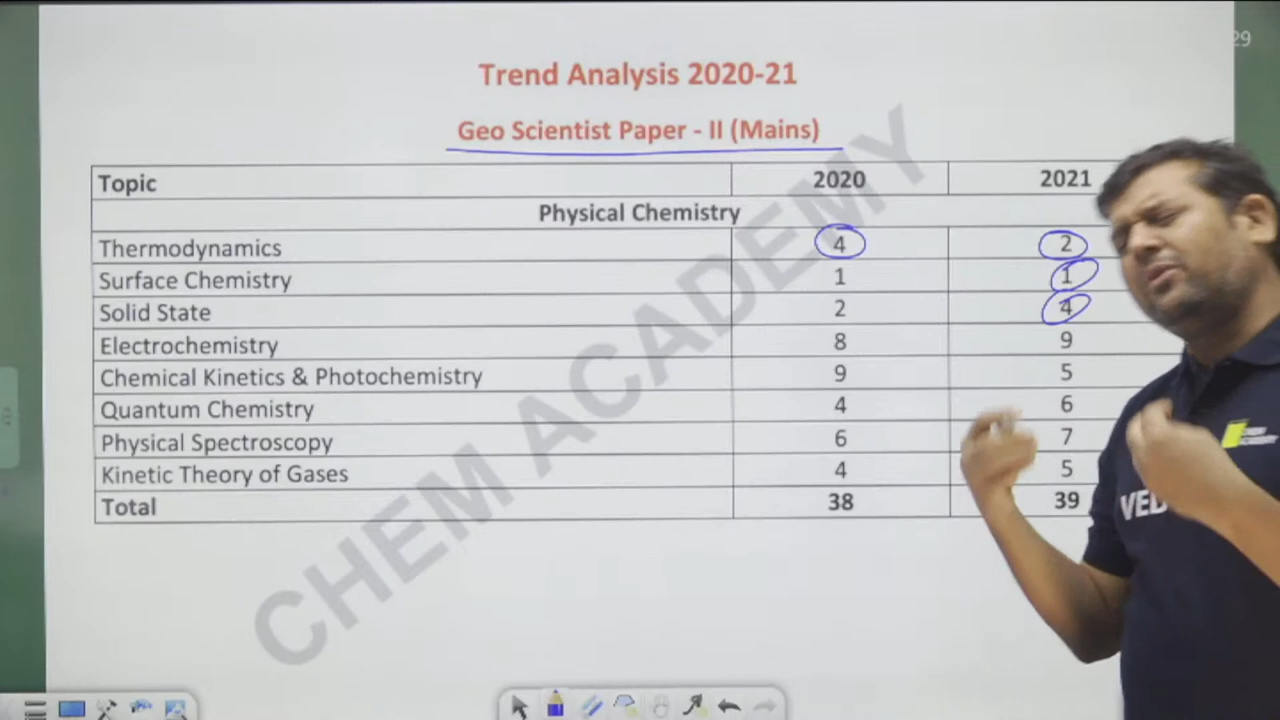 29
Trend Analysis 2020-21
Geo Scientist Paper - II (Mains)
Topic 2020 2021
Physical Chemistry
Thermodynamics 4 2
Surface Chemistry 1 1
Solid State 2 4
Electrochemistry 8 9
Chemical Kinetics & Photochemistry 9 5
Quantum Chemistry 4 6
Physical Spectroscopy 6 7
Kinetic Theory of Gases 4 5
Total 38 39
CHEM ACADEMY
VED